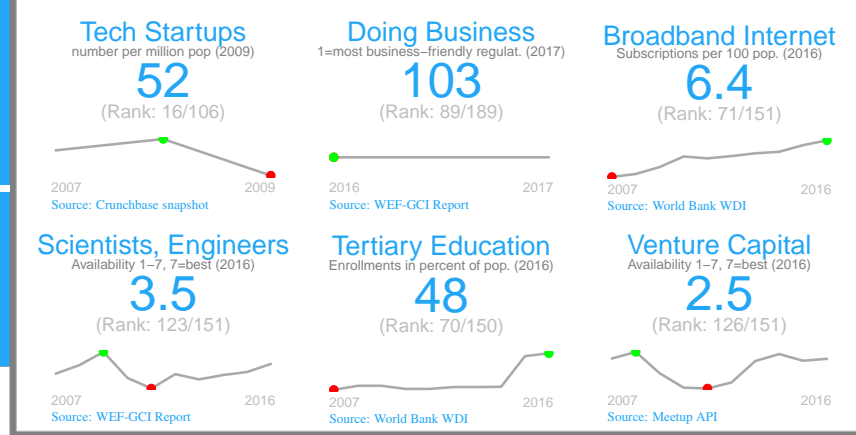 Tech Startups
number per million pop (2009)
52
(Rank: 16/106)
2007 2009
Source: Crunchbase snapshot
Doing Business
1=most business−friendly regulat. (2017)
103
(Rank: 89/189)
2016 2017
Source: WEF-GCI Report
Broadband Internet
Subscriptions per 100 pop. (2016)
6.4
(Rank: 71/151)
2007 2016
Source: World Bank WDI
Scientists, Engineers
Availability 1−7, 7=best (2016)
3.5
(Rank: 123/151)
2007 2016
Source: WEF-GCI Report
Tertiary Education
Enrollments in percent of pop. (2016)
48
(Rank: 70/150)
2007 2016
Source: World Bank WDI
Venture Capital
Availability 1−7, 7=best (2016)
2.5
(Rank: 126/151)
2007 2016
Source: Meetup API